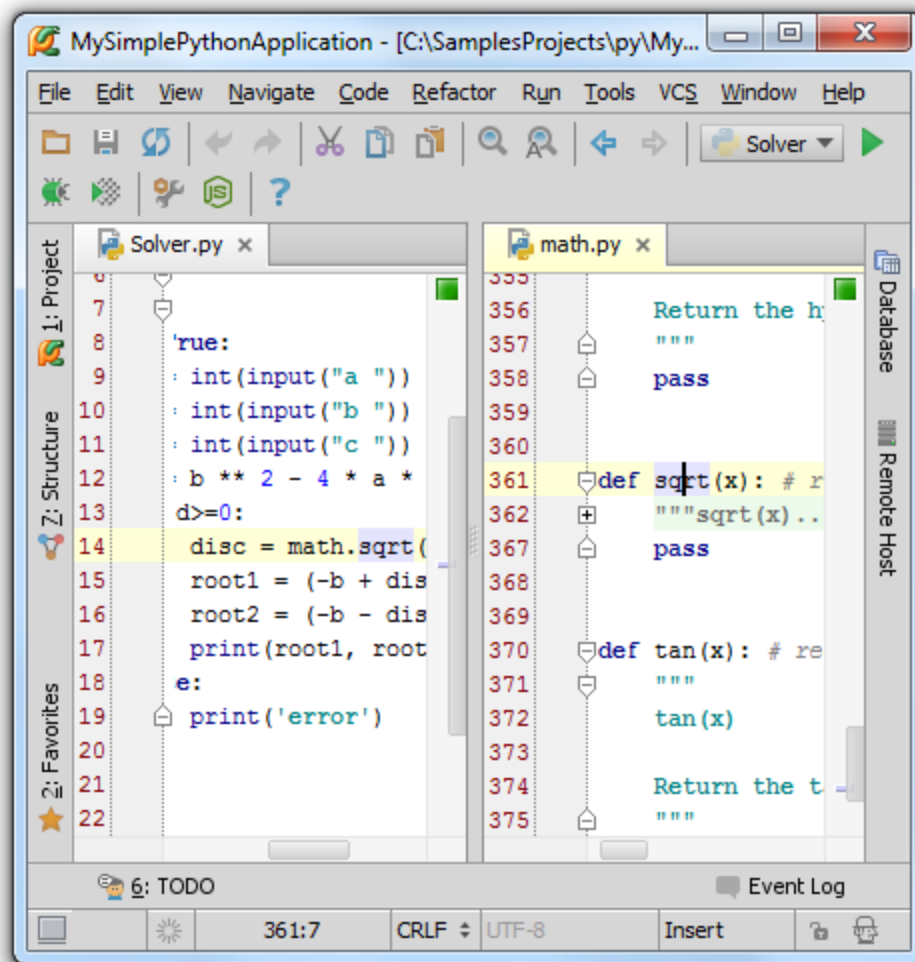 MySimplePythonApplication - [C:\SamplesProjects\py\My...
File Edit View Navigate Code Refactor Run Tools VCS Window Help
Solver
JS
?
1: Project
Z: Structure
2: Favorites
Solver.py
6
7
8 'rue:
9 int(input("a "))
10 int(input("b "))
11 int(input("c "))
12 b ** 2 - 4 * a *
13 d>=0:
14 disc = math.sqrt(
15 root1 = (-b + dis
16 root2 = (-b - dis
17 print(root1, root
18 e:
19 print('error')
20
21
22
math.py
355
356 Return the h
357 """
358 pass
359
360
361 def sqrt(x): # r
362 """sqrt(x)..
367 pass
368
369
370 def tan(x): # re
371 """
372 tan(x)
373
374 Return the t
375 """
Database
Remote Host
6: TODO
Event Log
361:7 CRLF UTF-8 Insert